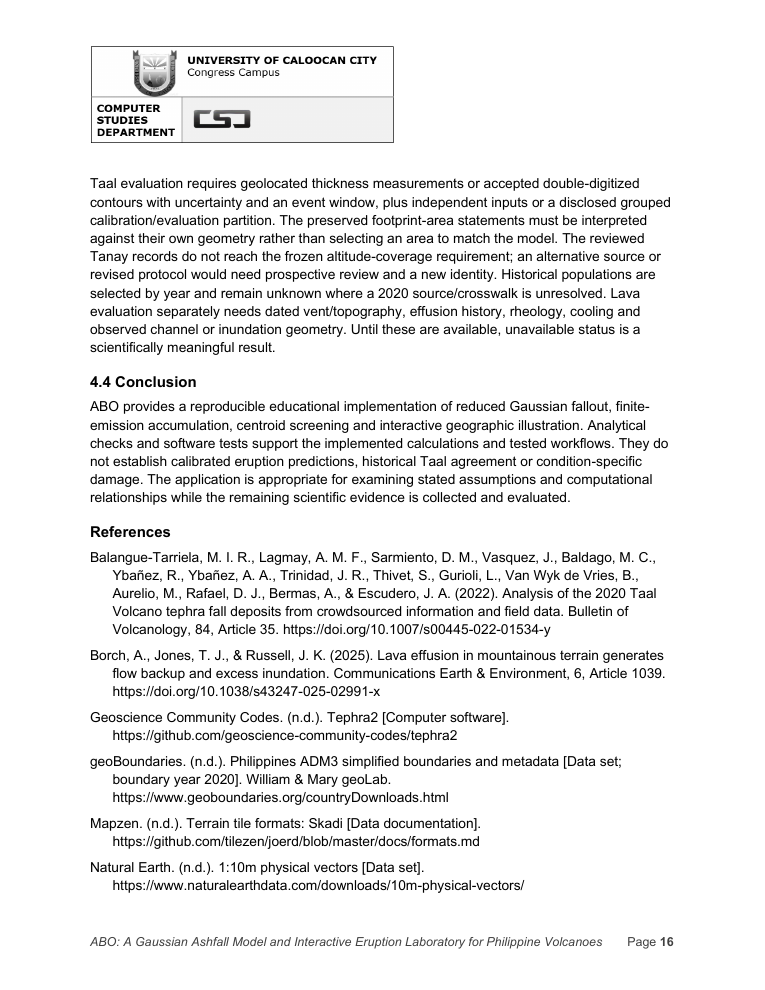 UNIVERSITY OF CALOOCAN CITY
Congress Campus
COMPUTER
STUDIES
DEPARTMENT
CSD
Taal evaluation requires geolocated thickness measurements or accepted double-digitized
contours with uncertainty and an event window, plus independent inputs or a disclosed grouped
calibration/evaluation partition. The preserved footprint-area statements must be interpreted
against their own geometry rather than selecting an area to match the model. The reviewed
Tanay records do not reach the frozen altitude-coverage requirement; an alternative source or
revised protocol would need prospective review and a new identity. Historical populations are
selected by year and remain unknown where a 2020 source/crosswalk is unresolved. Lava
evaluation separately needs dated vent/topography, effusion history, rheology, cooling and
observed channel or inundation geometry. Until these are available, unavailable status is a
scientifically meaningful result.
4.4 Conclusion
ABO provides a reproducible educational implementation of reduced Gaussian fallout, finite-
emission accumulation, centroid screening and interactive geographic illustration. Analytical
checks and software tests support the implemented calculations and tested workflows. They do
not establish calibrated eruption predictions, historical Taal agreement or condition-specific
damage. The application is appropriate for examining stated assumptions and computational
relationships while the remaining scientific evidence is collected and evaluated.
References
Balangue-Tarriela, M. I. R., Lagmay, A. M. F., Sarmiento, D. M., Vasquez, J., Baldago, M. C.,
Ybañez, R., Ybañez, A. A., Trinidad, J. R., Thivet, S., Gurioli, L., Van Wyk de Vries, B.,
Aurelio, M., Rafael, D. J., Bermas, A., & Escudero, J. A. (2022). Analysis of the 2020 Taal
Volcano tephra fall deposits from crowdsourced information and field data. Bulletin of
Volcanology, 84, Article 35. https://doi.org/10.1007/s00445-022-01534-y
Borch, A., Jones, T. J., & Russell, J. K. (2025). Lava effusion in mountainous terrain generates
flow backup and excess inundation. Communications Earth & Environment, 6, Article 1039.
https://doi.org/10.1038/s43247-025-02991-x
Geoscience Community Codes. (n.d.). Tephra2 [Computer software].
https://github.com/geoscience-community-codes/tephra2
geoBoundaries. (n.d.). Philippines ADM3 simplified boundaries and metadata [Data set;
boundary year 2020]. William & Mary geoLab.
https://www.geoboundaries.org/countryDownloads.html
Mapzen. (n.d.). Terrain tile formats: Skadi [Data documentation].
https://github.com/tilezen/joerd/blob/master/docs/formats.md
Natural Earth. (n.d.). 1:10m physical vectors [Data set].
https://www.naturalearthdata.com/downloads/10m-physical-vectors/
ABO: A Gaussian Ashfall Model and Interactive Eruption Laboratory for Philippine Volcanoes Page 16